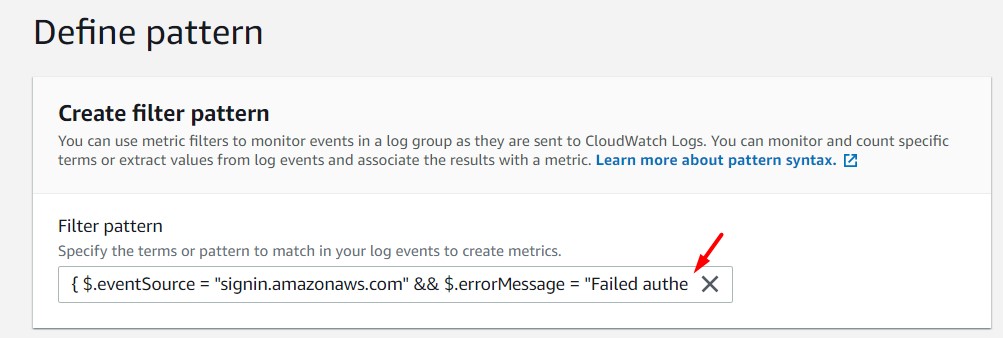 Define pattern
Create filter pattern
You can use metric filters to monitor events in a log group as they are sent to CloudWatch Logs. You can monitor and count specific
terms or extract values from log events and associate the results with a metric. Learn more about pattern syntax.
Filter pattern
Specify the terms or pattern to match in your log events to create metrics.
{ $.eventSource = "signin.amazonaws.com" && $.errorMessage = "Failed authe